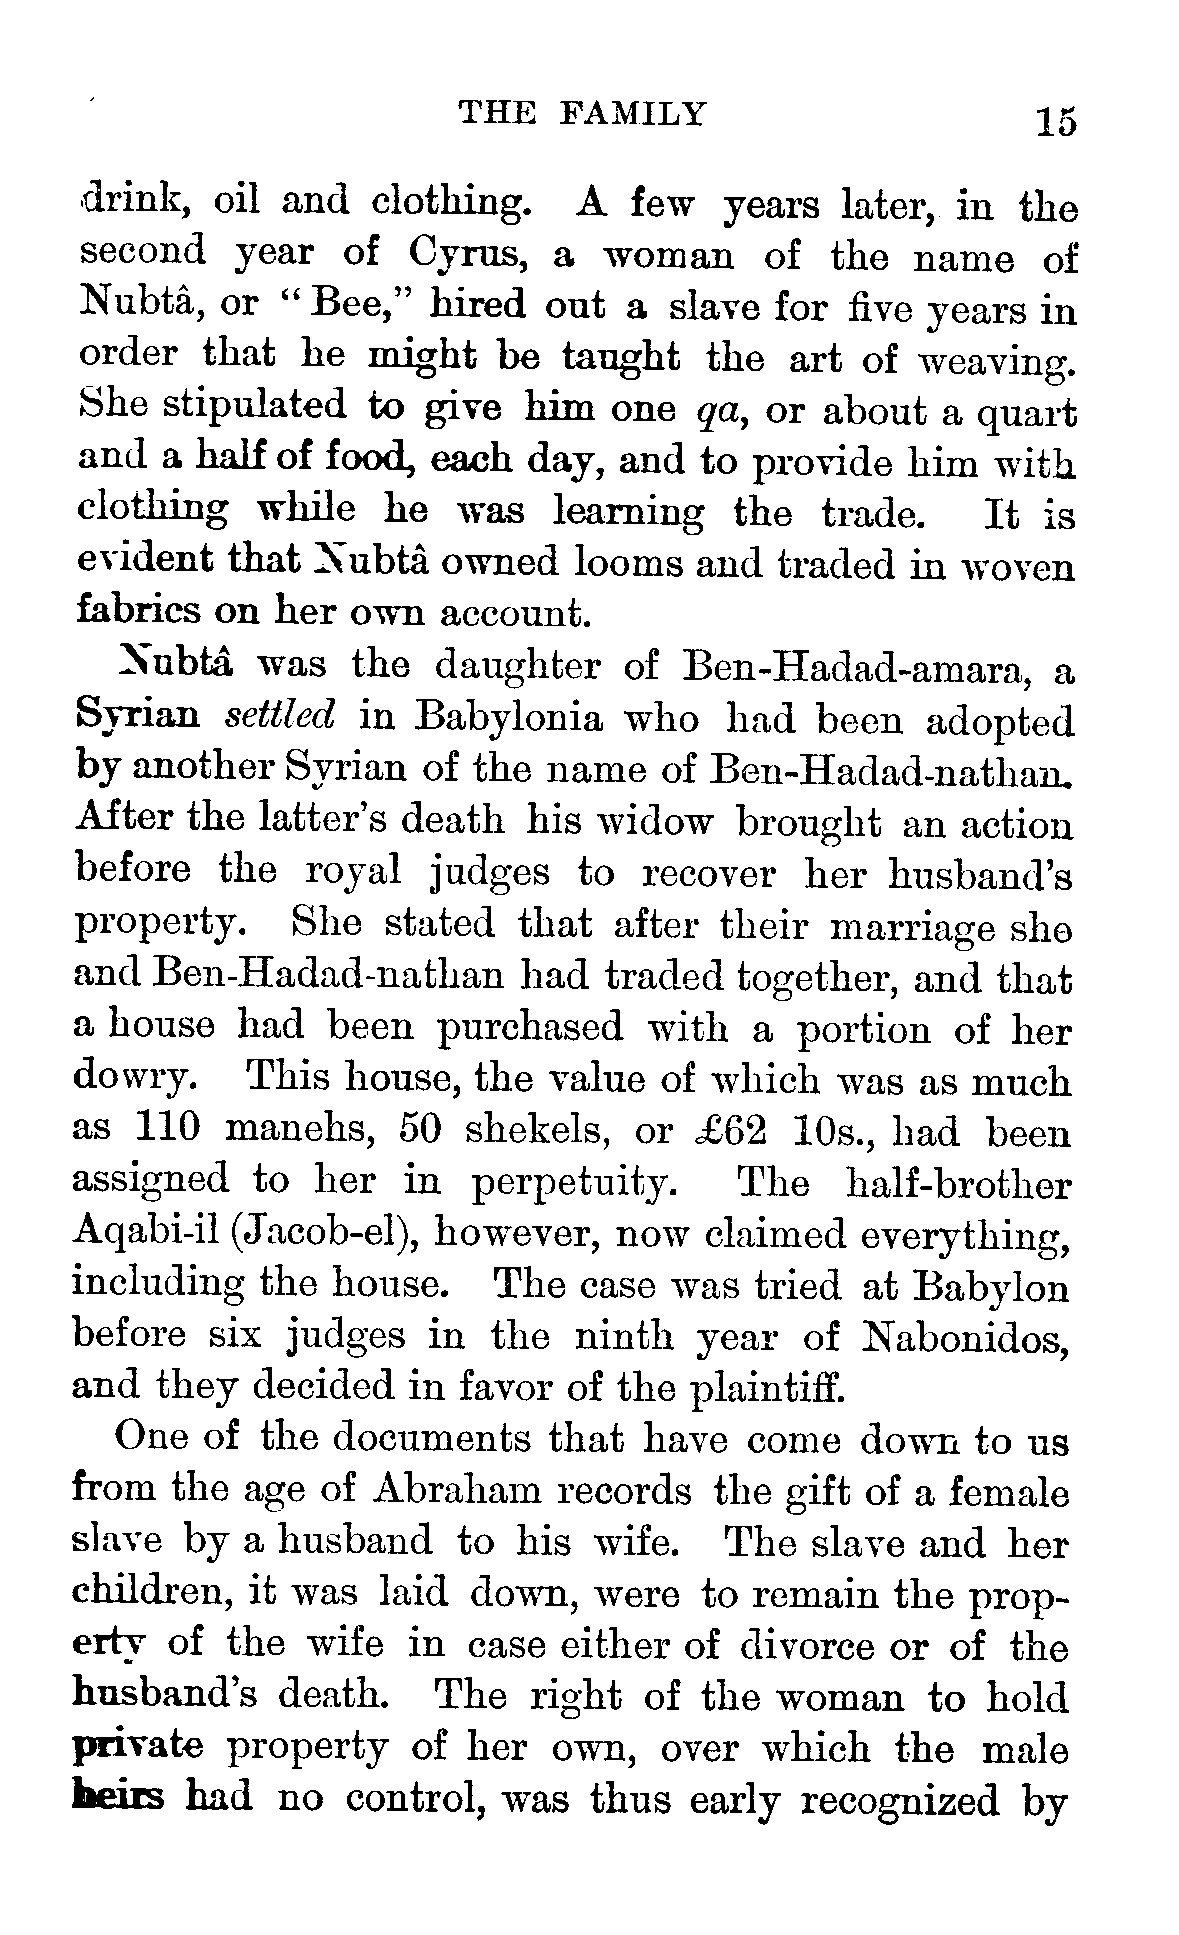 THE FAMILY 15
drink, oil and clothing. A few years later, in the
second year of Cyrus, a woman of the name of
Nubtâ, or “Bee,” hired out a slave for five years in
order that he might be taught the art of weaving.
She stipulated to give him one qa, or about a quart
and a half of food, each day, and to provide him with
clothing while he was learning the trade. It is
evident that Nubtâ owned looms and traded in woven
fabrics on her own account.
Nubtâ was the daughter of Ben-Hadad-amara, a
Syrian settled in Babylonia who had been adopted
by another Syrian of the name of Ben-Hadad-nathan.
After the latter’s death his widow brought an action
before the royal judges to recover her husband’s
property. She stated that after their marriage she
and Ben-Hadad-nathan had traded together, and that
a house had been purchased with a portion of her
dowry. This house, the value of which was as much
as 110 manehs, 50 shekels, or £62 10s., had been
assigned to her in perpetuity. The half-brother
Aqabi-il (Jacob-el), however, now claimed everything,
including the house. The case was tried at Babylon
before six judges in the ninth year of Nabonidos,
and they decided in favor of the plaintiff.
One of the documents that have come down to us
from the age of Abraham records the gift of a female
slave by a husband to his wife. The slave and her
children, it was laid down, were to remain the prop-
erty of the wife in case either of divorce or of the
husband’s death. The right of the woman to hold
private property of her own, over which the male
heirs had no control, was thus early recognized by